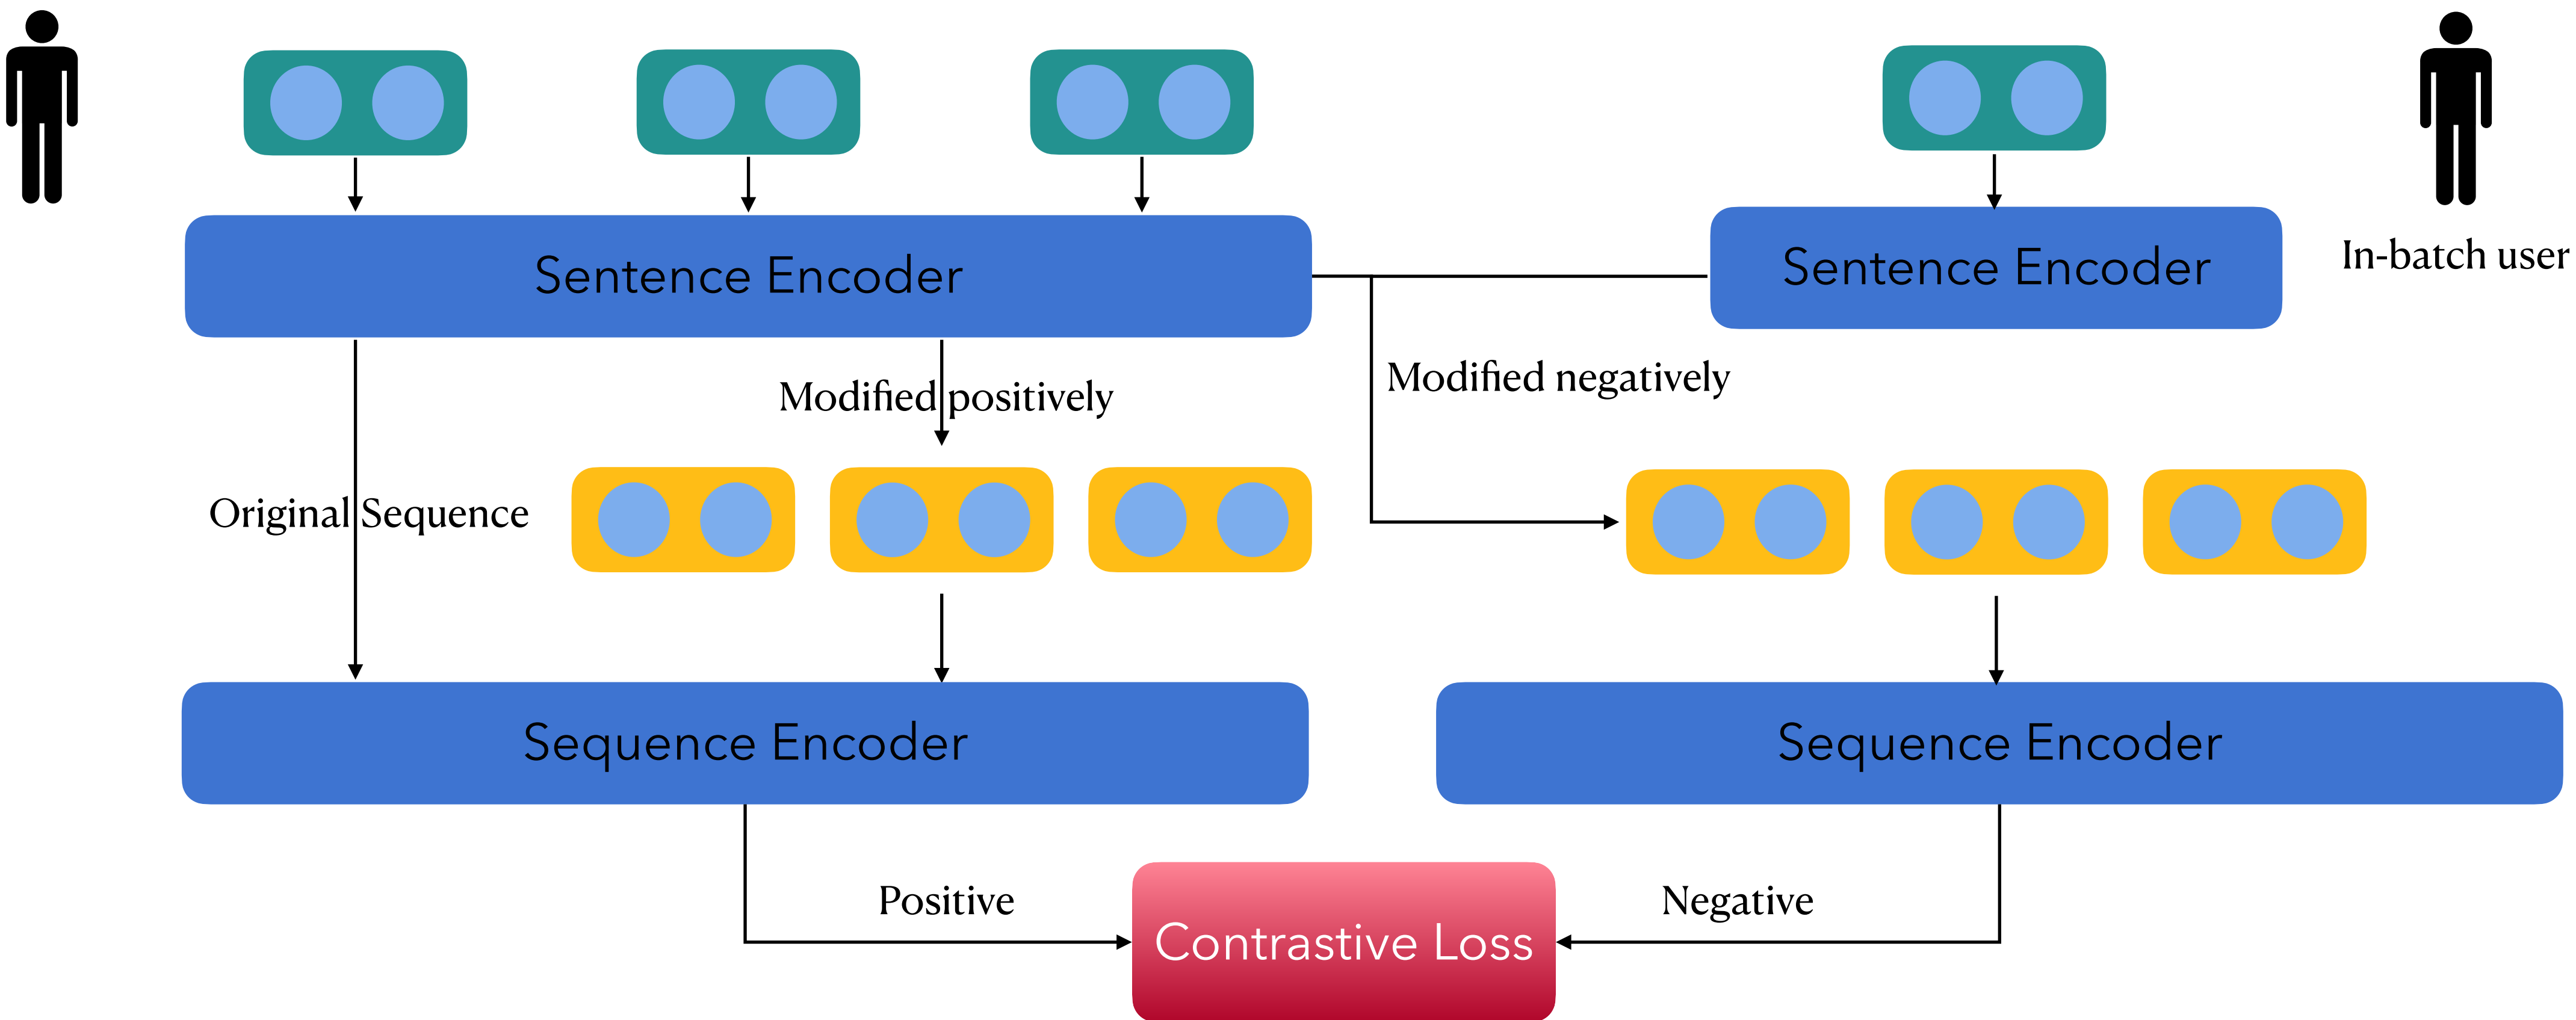 Sentence Encoder
Sentence Encoder
In-batch user
Modified positively
Modified negatively
Original Sequence
Sequence Encoder
Sequence Encoder
Positive
Negative
Contrastive Loss